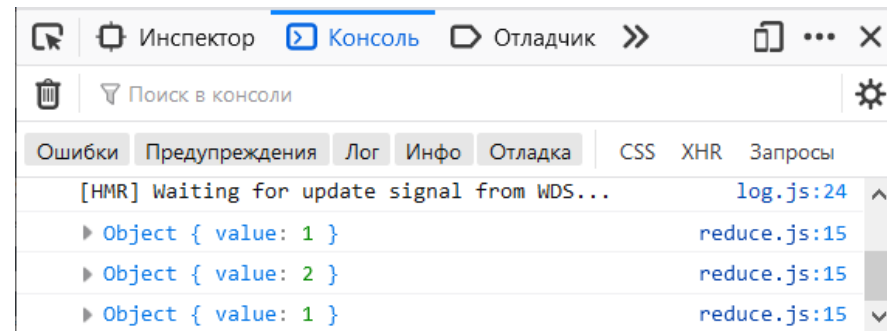 Инспектор Консоль Отладчик
Поиск в консоли
Ошибки Предупреждения Лог Инфо Отладка CSS XHR Запросы
[HMR] Waiting for update signal from WDS... log.js:24
Object { value: 1 } reduce.js:15
Object { value: 2 } reduce.js:15
Object { value: 1 } reduce.js:15